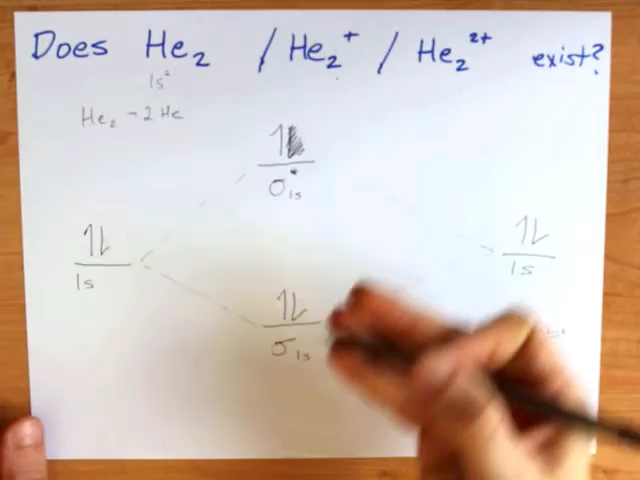 Does He₂ / He₂⁺ / He₂²⁺ exist?
1s²
He₂ → 2 He
σ*1s
1s
1s
σ1s